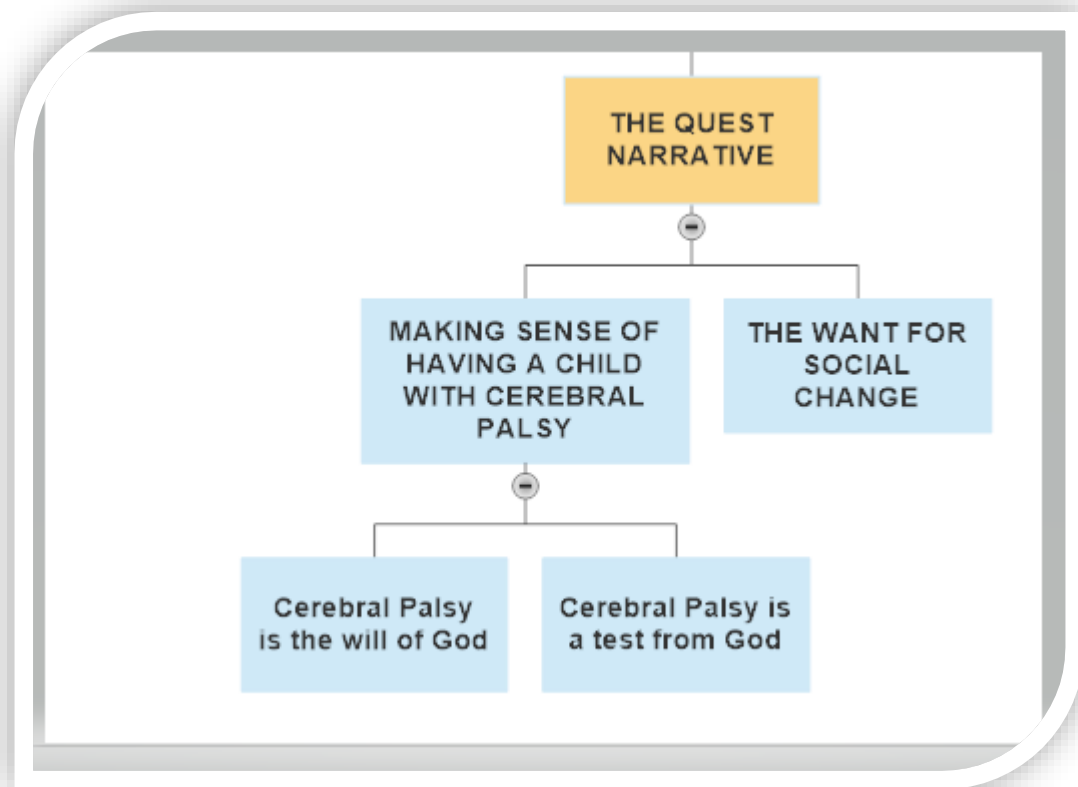 THE QUEST
NARRATIVE
MAKING SENSE OF
HAVING A CHILD
WITH CEREBRAL
PALSY
THE WANT FOR
SOCIAL
CHANGE
Cerebral Palsy
is the will of God
Cerebral Palsy is
a test from God